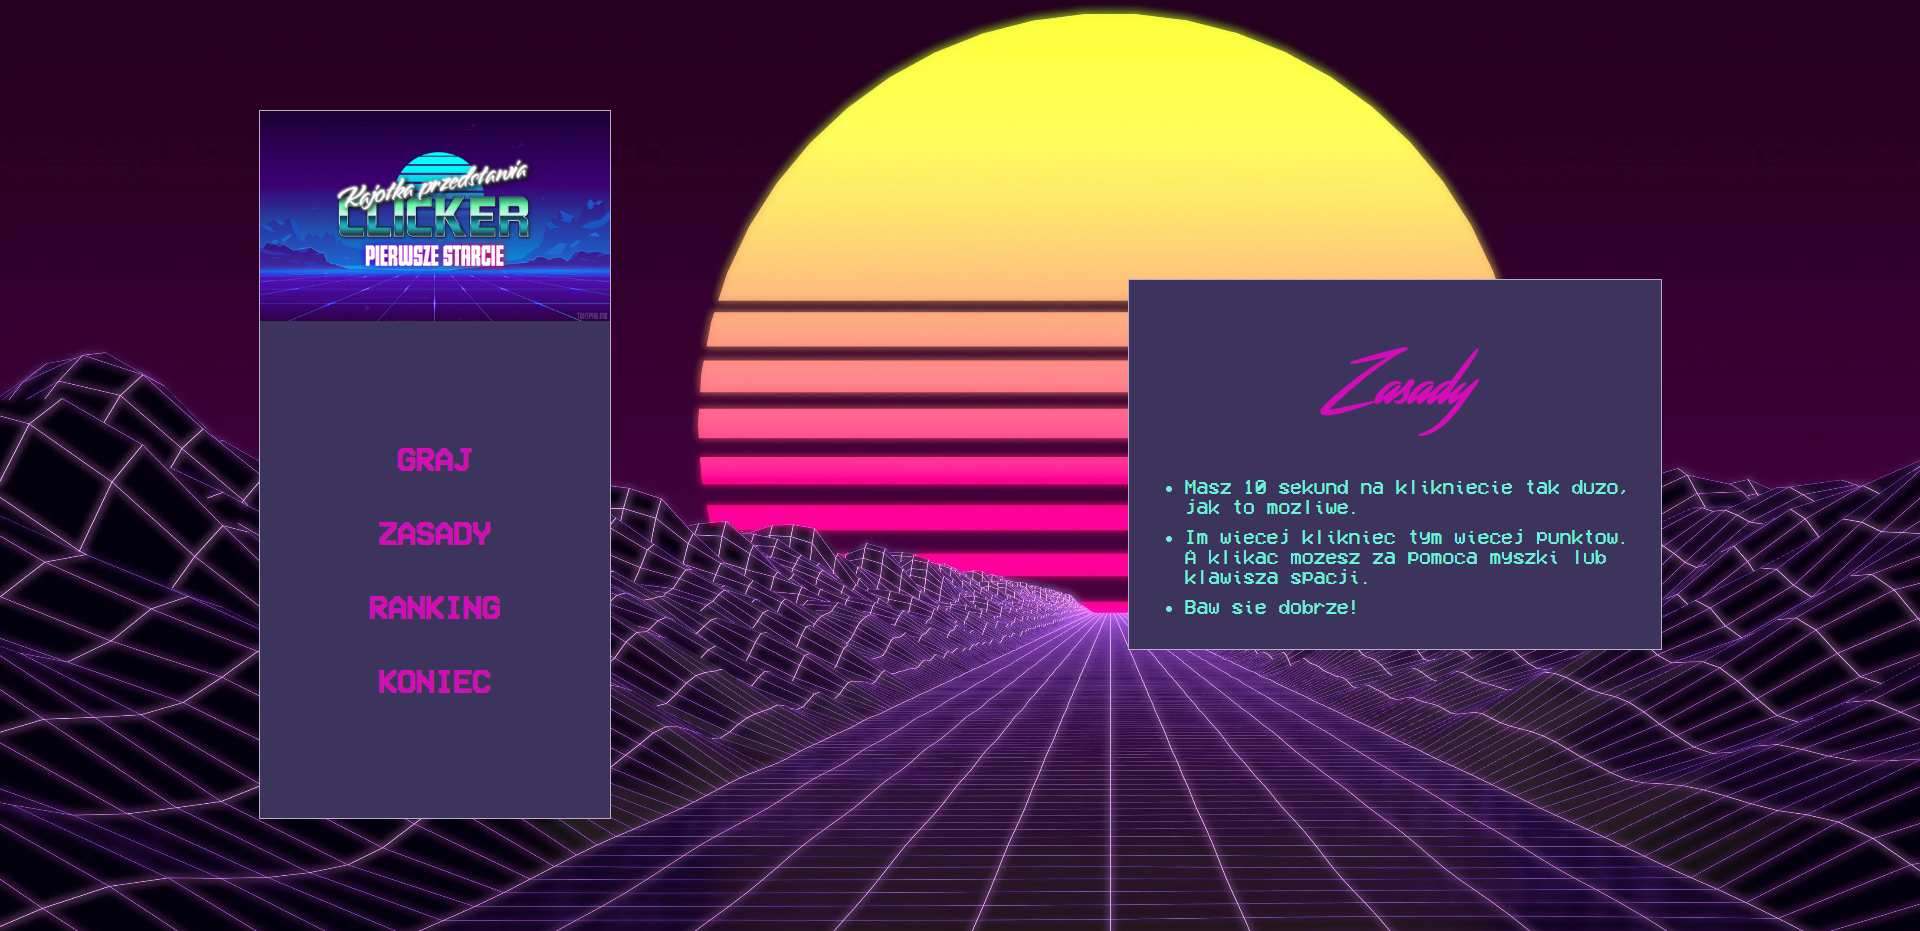 Kajotka przedstawia
CLICKER
PIERWSZE STARCIE
GRAJ
ZASADY
RANKING
KONIEC
Zasady
Masz 10 sekund na klikniecie tak duzo,
jak to mozliwe.
Im wiecej klikniec tym wiecej punktow.
A klikac mozesz za pomoca myszki lub
klawisza spacji.
Baw sie dobrze!